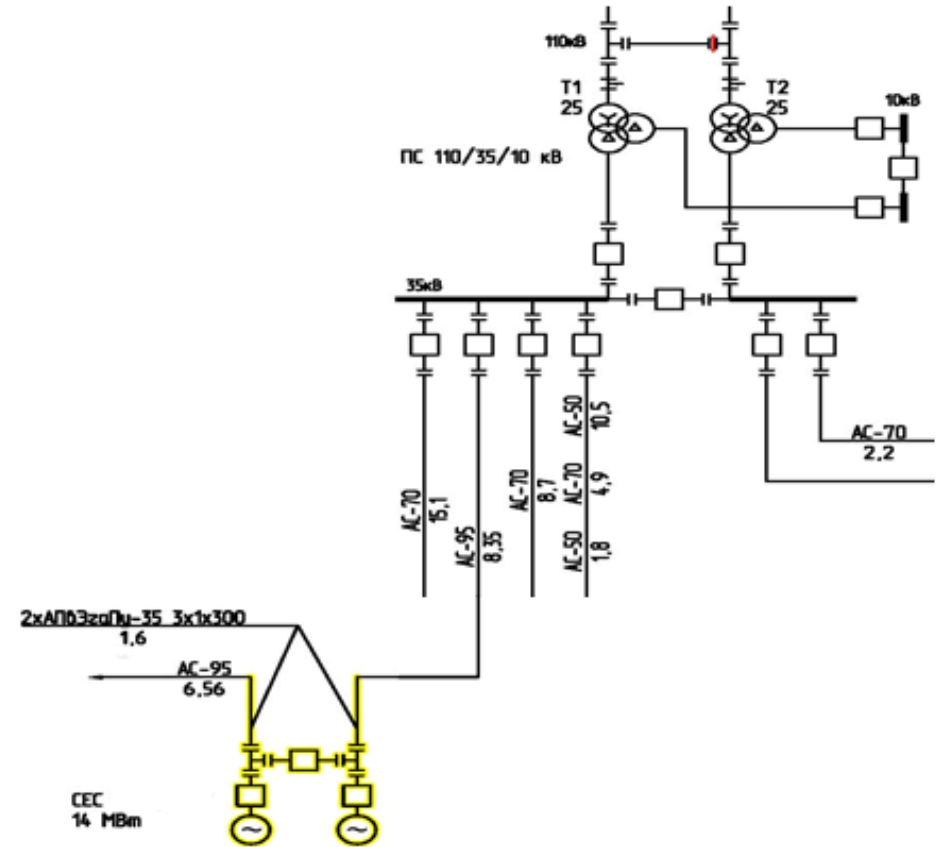 110кВ
Т1
25
Т2
25
10кВ
ПС 110/35/10 кВ
35кВ
АС-70
15,1
АС-95
8,35
АС-70
8,7
АС-50
10,5
АС-70
4,9
АС-50
1,8
АС-70
2,2
2хАПвЭгаПу-35 3х1х300
1,6
АС-95
6,56
СЕС
14 МВт